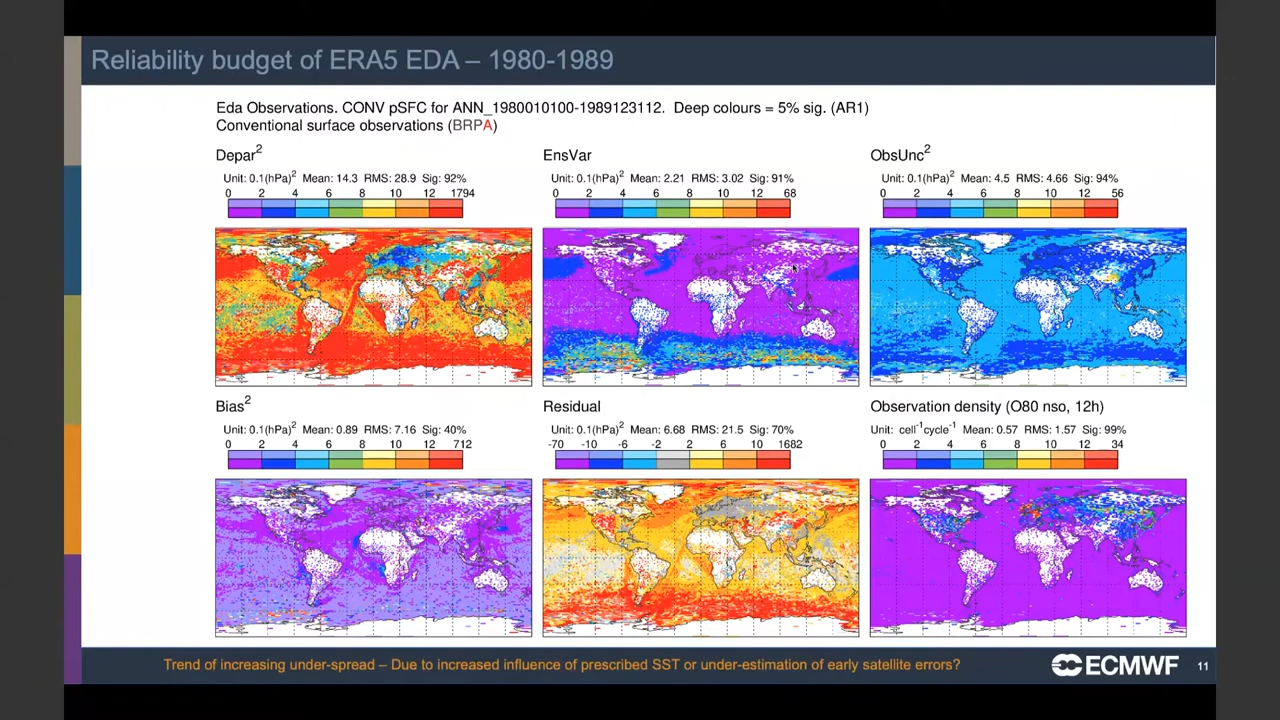 Reliability budget of ERA5 EDA – 1980-1989
Eda Observations. CONV pSFC for ANN_1980010100-1989123112. Deep colours = 5% sig. (AR1)
Conventional surface observations (BRPA)
Depar²
Unit: 0.1(hPa)² Mean: 14.3 RMS: 28.9 Sig: 92%
0 2 4 6 8 10 12 1794
EnsVar
Unit: 0.1(hPa)² Mean: 2.21 RMS: 3.02 Sig: 91%
0 2 4 6 8 10 12 68
ObsUnc²
Unit: 0.1(hPa)² Mean: 4.5 RMS: 4.66 Sig: 94%
0 2 4 6 8 10 12 56
Bias²
Unit: 0.1(hPa)² Mean: 0.89 RMS: 7.16 Sig: 40%
0 2 4 6 8 10 12 712
Residual
Unit: 0.1(hPa)² Mean: 6.68 RMS: 21.5 Sig: 70%
-70 -10 -6 -2 2 6 10 1682
Observation density (O80 nso, 12h)
Unit: cell⁻¹cycle⁻¹ Mean: 0.57 RMS: 1.57 Sig: 99%
0 2 4 6 8 10 12 34
Trend of increasing under-spread – Due to increased influence of prescribed SST or under-estimation of early satellite errors?
ECMWF
11